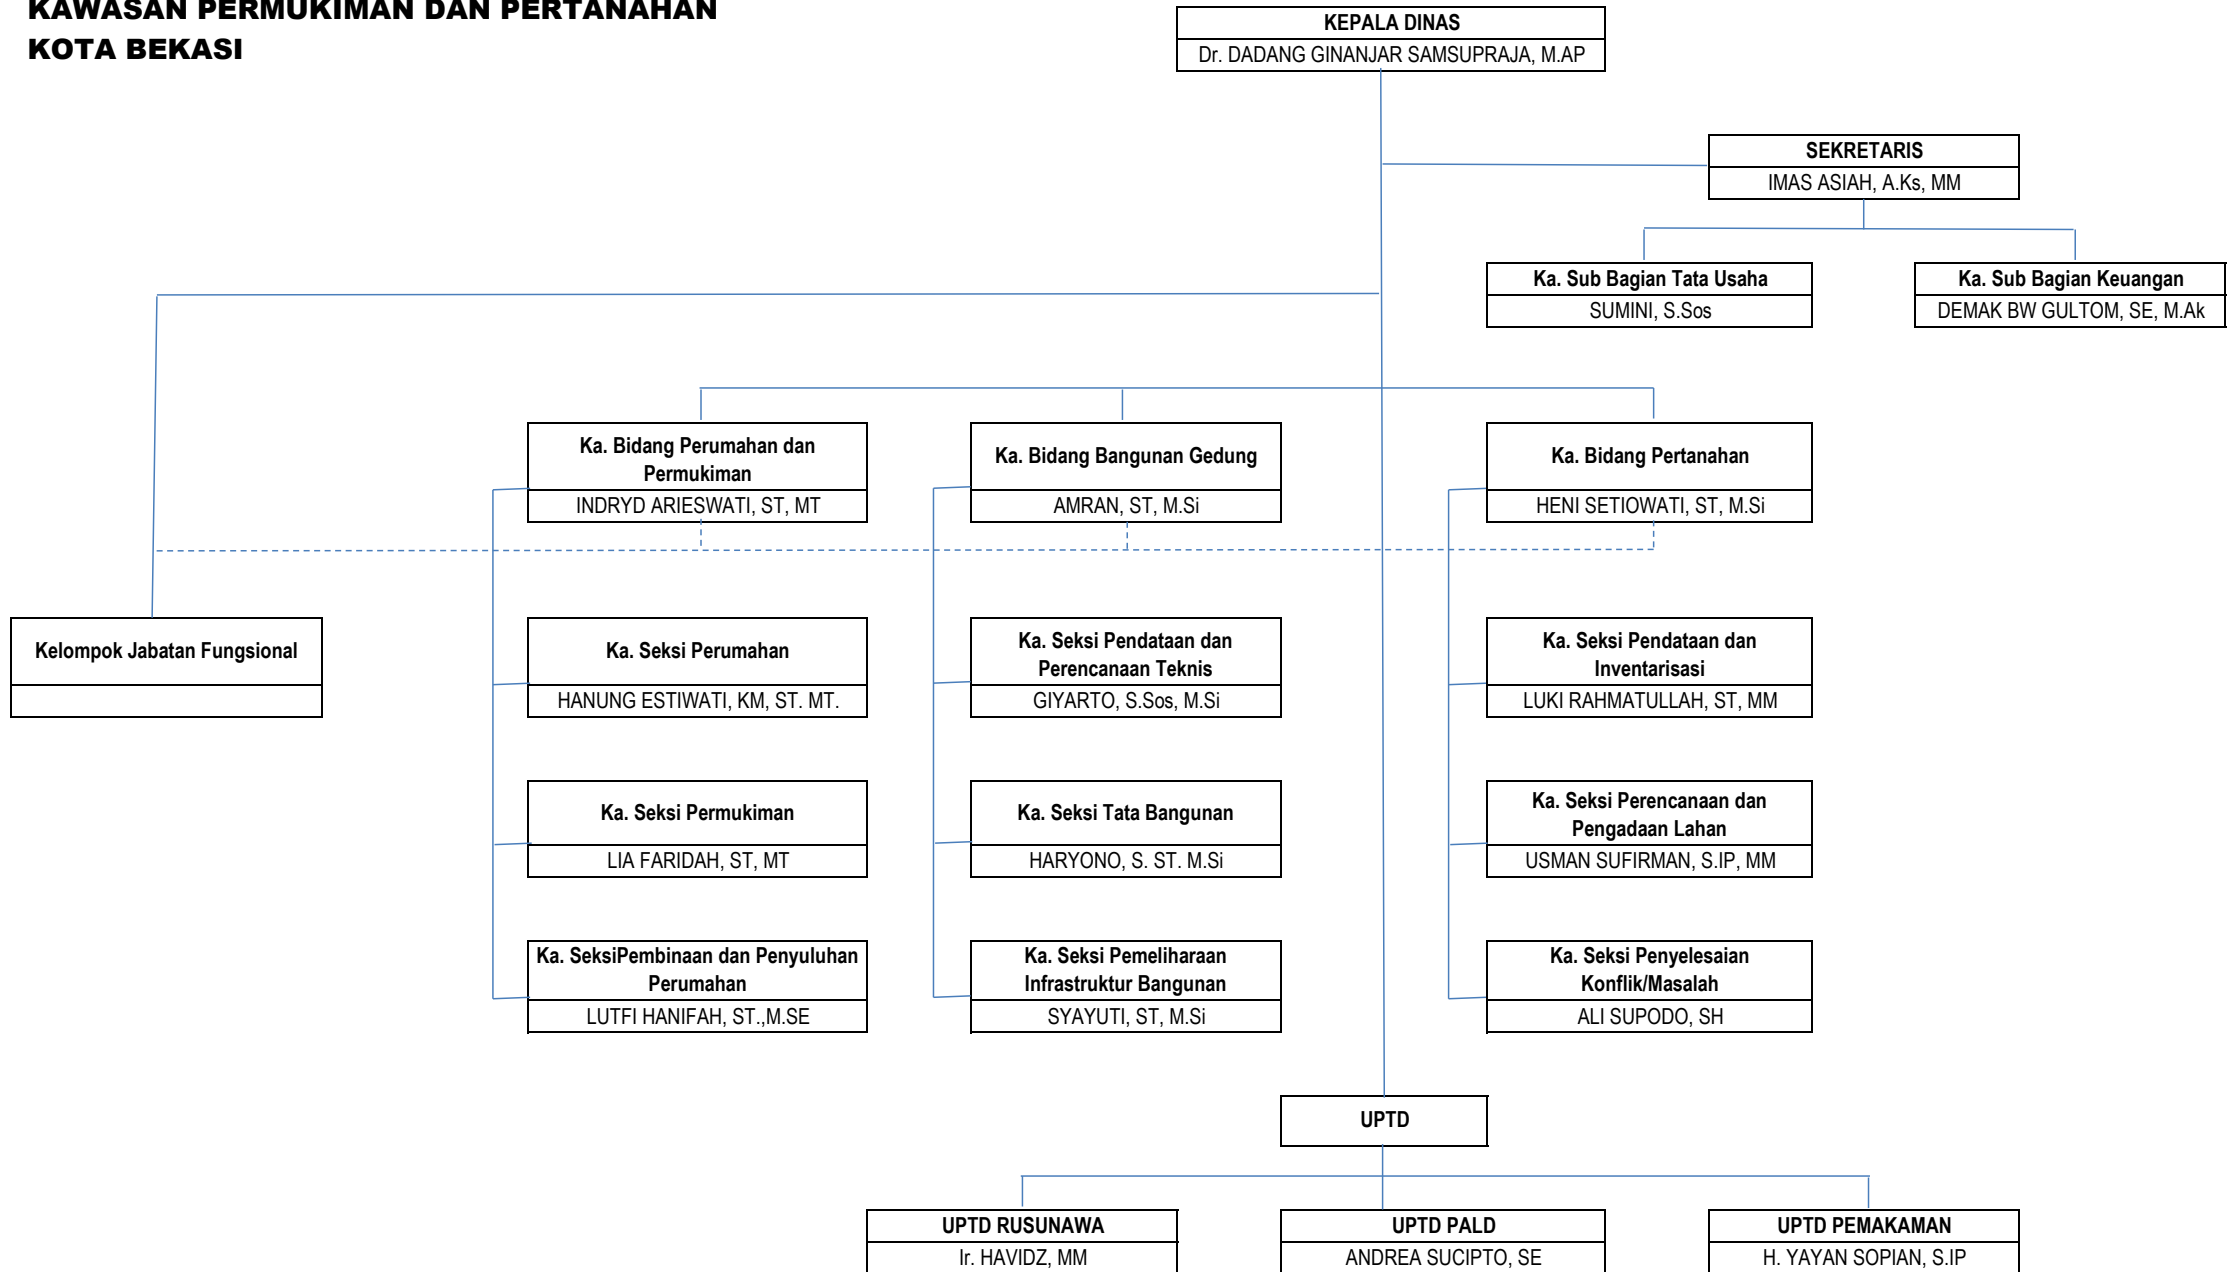 KAWASAN PERMUKIMAN DAN PERTANAHAN
KOTA BEKASI
KEPALA DINAS
Dr. DADANG GINANJAR SAMSUPRAJA, M.AP
SEKRETARIS
IMAS ASIAH, A.Ks, MM
Ka. Sub Bagian Tata Usaha
SUMINI, S.Sos
Ka. Sub Bagian Keuangan
DEMAK BW GULTOM, SE, M.Ak
Ka. Bidang Perumahan dan
Permukiman
INDRYD ARIESWATI, ST, MT
Ka. Bidang Bangunan Gedung
AMRAN, ST, M.Si
Ka. Bidang Pertanahan
HENI SETIOWATI, ST, M.Si
Kelompok Jabatan Fungsional
Ka. Seksi Perumahan
HANUNG ESTIWATI, KM, ST. MT.
Ka. Seksi Pendataan dan
Perencanaan Teknis
GIYARTO, S.Sos, M.Si
Ka. Seksi Pendataan dan
Inventarisasi
LUKI RAHMATULLAH, ST, MM
Ka. Seksi Permukiman
LIA FARIDAH, ST, MT
Ka. Seksi Tata Bangunan
HARYONO, S. ST. M.Si
Ka. Seksi Perencanaan dan
Pengadaan Lahan
USMAN SUFIRMAN, S.IP, MM
Ka. SeksiPembinaan dan Penyuluhan
Perumahan
LUTFI HANIFAH, ST.,M.SE
Ka. Seksi Pemeliharaan
Infrastruktur Bangunan
SYAYUTI, ST, M.Si
Ka. Seksi Penyelesaian
Konflik/Masalah
ALI SUPODO, SH
UPTD
UPTD RUSUNAWA
Ir. HAVIDZ, MM
UPTD PALD
ANDREA SUCIPTO, SE
UPTD PEMAKAMAN
H. YAYAN SOPIAN, S.IP